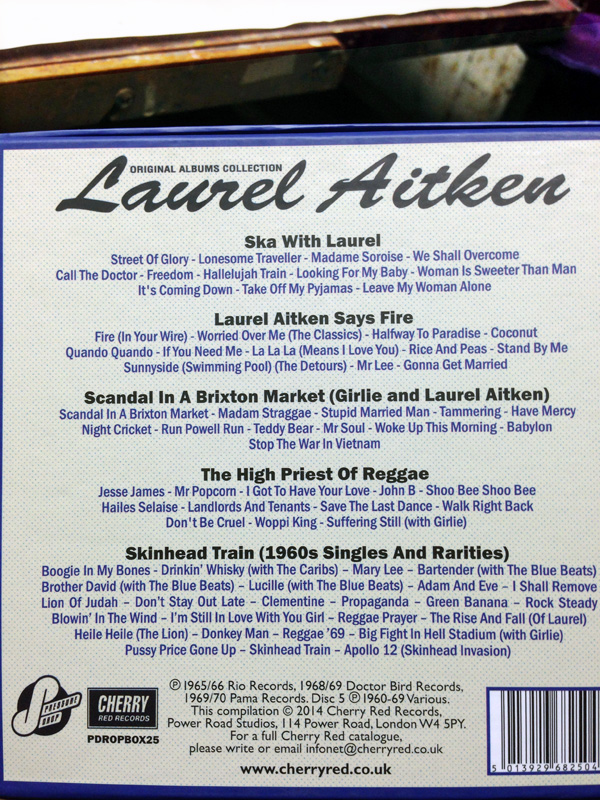 ORIGINAL ALBUMS COLLECTION
Laurel Aitken
Ska With Laurel
Street Of Glory - Lonesome Traveller - Madame Soroise - We Shall Overcome
Call The Doctor - Freedom - Hallelujah Train - Looking For My Baby - Woman Is Sweeter Than Man
It's Coming Down - Take Off My Pyjamas - Leave My Woman Alone
Laurel Aitken Says Fire
Fire (In Your Wire) - Worried Over Me (The Classics) - Halfway To Paradise - Coconut
Quando Quando - If You Need Me - La La La (Means I Love You) - Rice And Peas - Stand By Me
Sunnyside (Swimming Pool) (The Detours) - Mr Lee - Gonna Get Married
Scandal In A Brixton Market (Girlie and Laurel Aitken)
Scandal In A Brixton Market - Madam Straggae - Stupid Married Man - Tammering - Have Mercy
Night Cricket - Run Powell Run - Teddy Bear - Mr Soul - Woke Up This Morning - Babylon
Stop The War In Vietnam
The High Priest Of Reggae
Jesse James - Mr Popcorn - I Got To Have Your Love - John B - Shoo Bee Shoo Bee
Hailes Selaise - Landlords And Tenants - Save The Last Dance - Walk Right Back
Don't Be Cruel - Woppi King - Suffering Still (with Girlie)
Skinhead Train (1960s Singles And Rarities)
Boogie In My Bones - Drinkin' Whisky (with The Caribs) – Mary Lee – Bartender (with The Blue Beats)
Brother David (with The Blue Beats) – Lucille (with The Blue Beats) – Adam And Eve – I Shall Remove
Lion Of Judah – Don't Stay Out Late – Clementine – Propaganda – Green Banana – Rock Steady
Blowin' In The Wind – I'm Still In Love With You Girl – Reggae Prayer – The Rise And Fall (Of Laurel)
Heile Heile (The Lion) – Donkey Man – Reggae '69 – Big Fight In Hell Stadium (with Girlie)
Pussy Price Gone Up – Skinhead Train – Apollo 12 (Skinhead Invasion)
PRESSURE DROP
CHERRY
RED RECORDS
PDROPBOX25
℗ 1965/66 Rio Records, 1968/69 Doctor Bird Records,
1969/70 Pama Records. Disc 5 ℗ 1960-69 Various.
This compilation © 2014 Cherry Red Records,
Power Road Studios, 114 Power Road, London W4 5PY.
For a full Cherry Red catalogue,
please write or email infonet@cherryred.co.uk
www.cherryred.co.uk
5 013929 682504